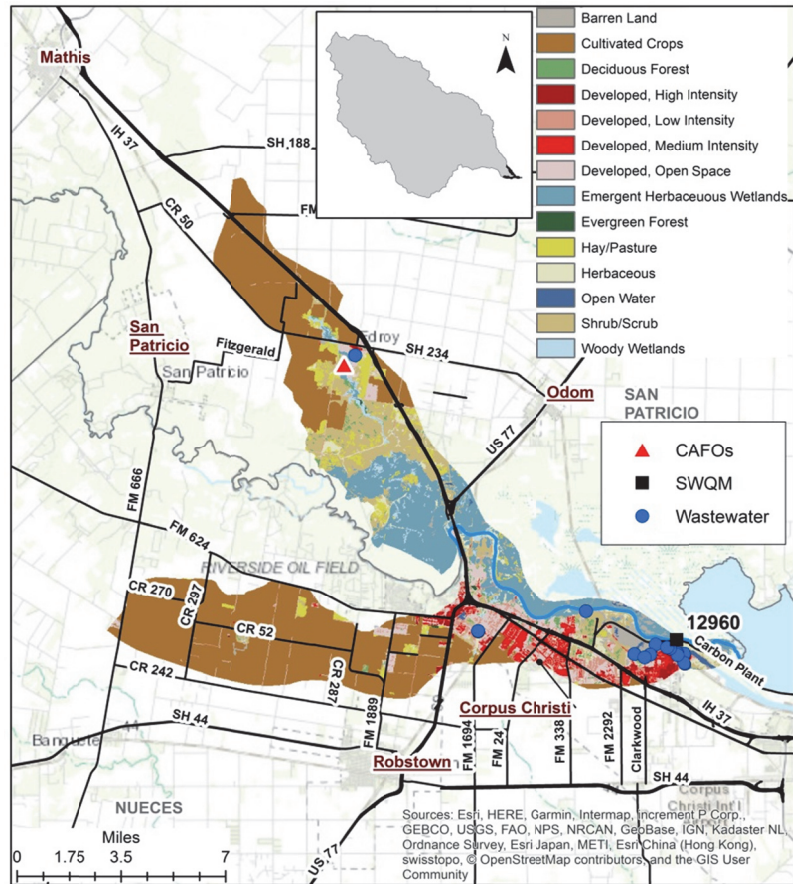 Barren Land
Cultivated Crops
Deciduous Forest
Developed, High Intensity
Developed, Low Intensity
Developed, Medium Intensity
Developed, Open Space
Emergent Herbaceuous Wetlands
Evergreen Forest
Hay/Pasture
Herbaceous
Open Water
Shrub/Scrub
Woody Wetlands
N
Mathis
IH 37
SH 188
FM
CR 50
San
Patricio
Fitzgerald
San Patricio
Edroy
SH 234
Odom
SAN
PATRICIO
US 77
CAFOs
SWQM
Wastewater
FM 666
FM 624
RIVERSIDE OIL FIELD
CR 270
CR 297
CR 52
CR 242
CR 287
FM 1889
12960
Carbon Plant
IH 37
Corpus Christi
FM 1694
FM 24
FM 338
FM 2292
Clarkwood
SH 44
Banquete
Robstown
SH 44
Corpus
Christi Int'l
NUECES
US 77
Miles
0 1.75 3.5 7
Sources: Esri, HERE, Garmin, Intermap, increment P Corp.,
GEBCO, USGS, FAO, NPS, NRCAN, GeoBase, IGN, Kadaster NL,
Ordnance Survey, Esri Japan, METI, Esri China (Hong Kong),
swisstopo, © OpenStreetMap contributors, and the GIS User
Community